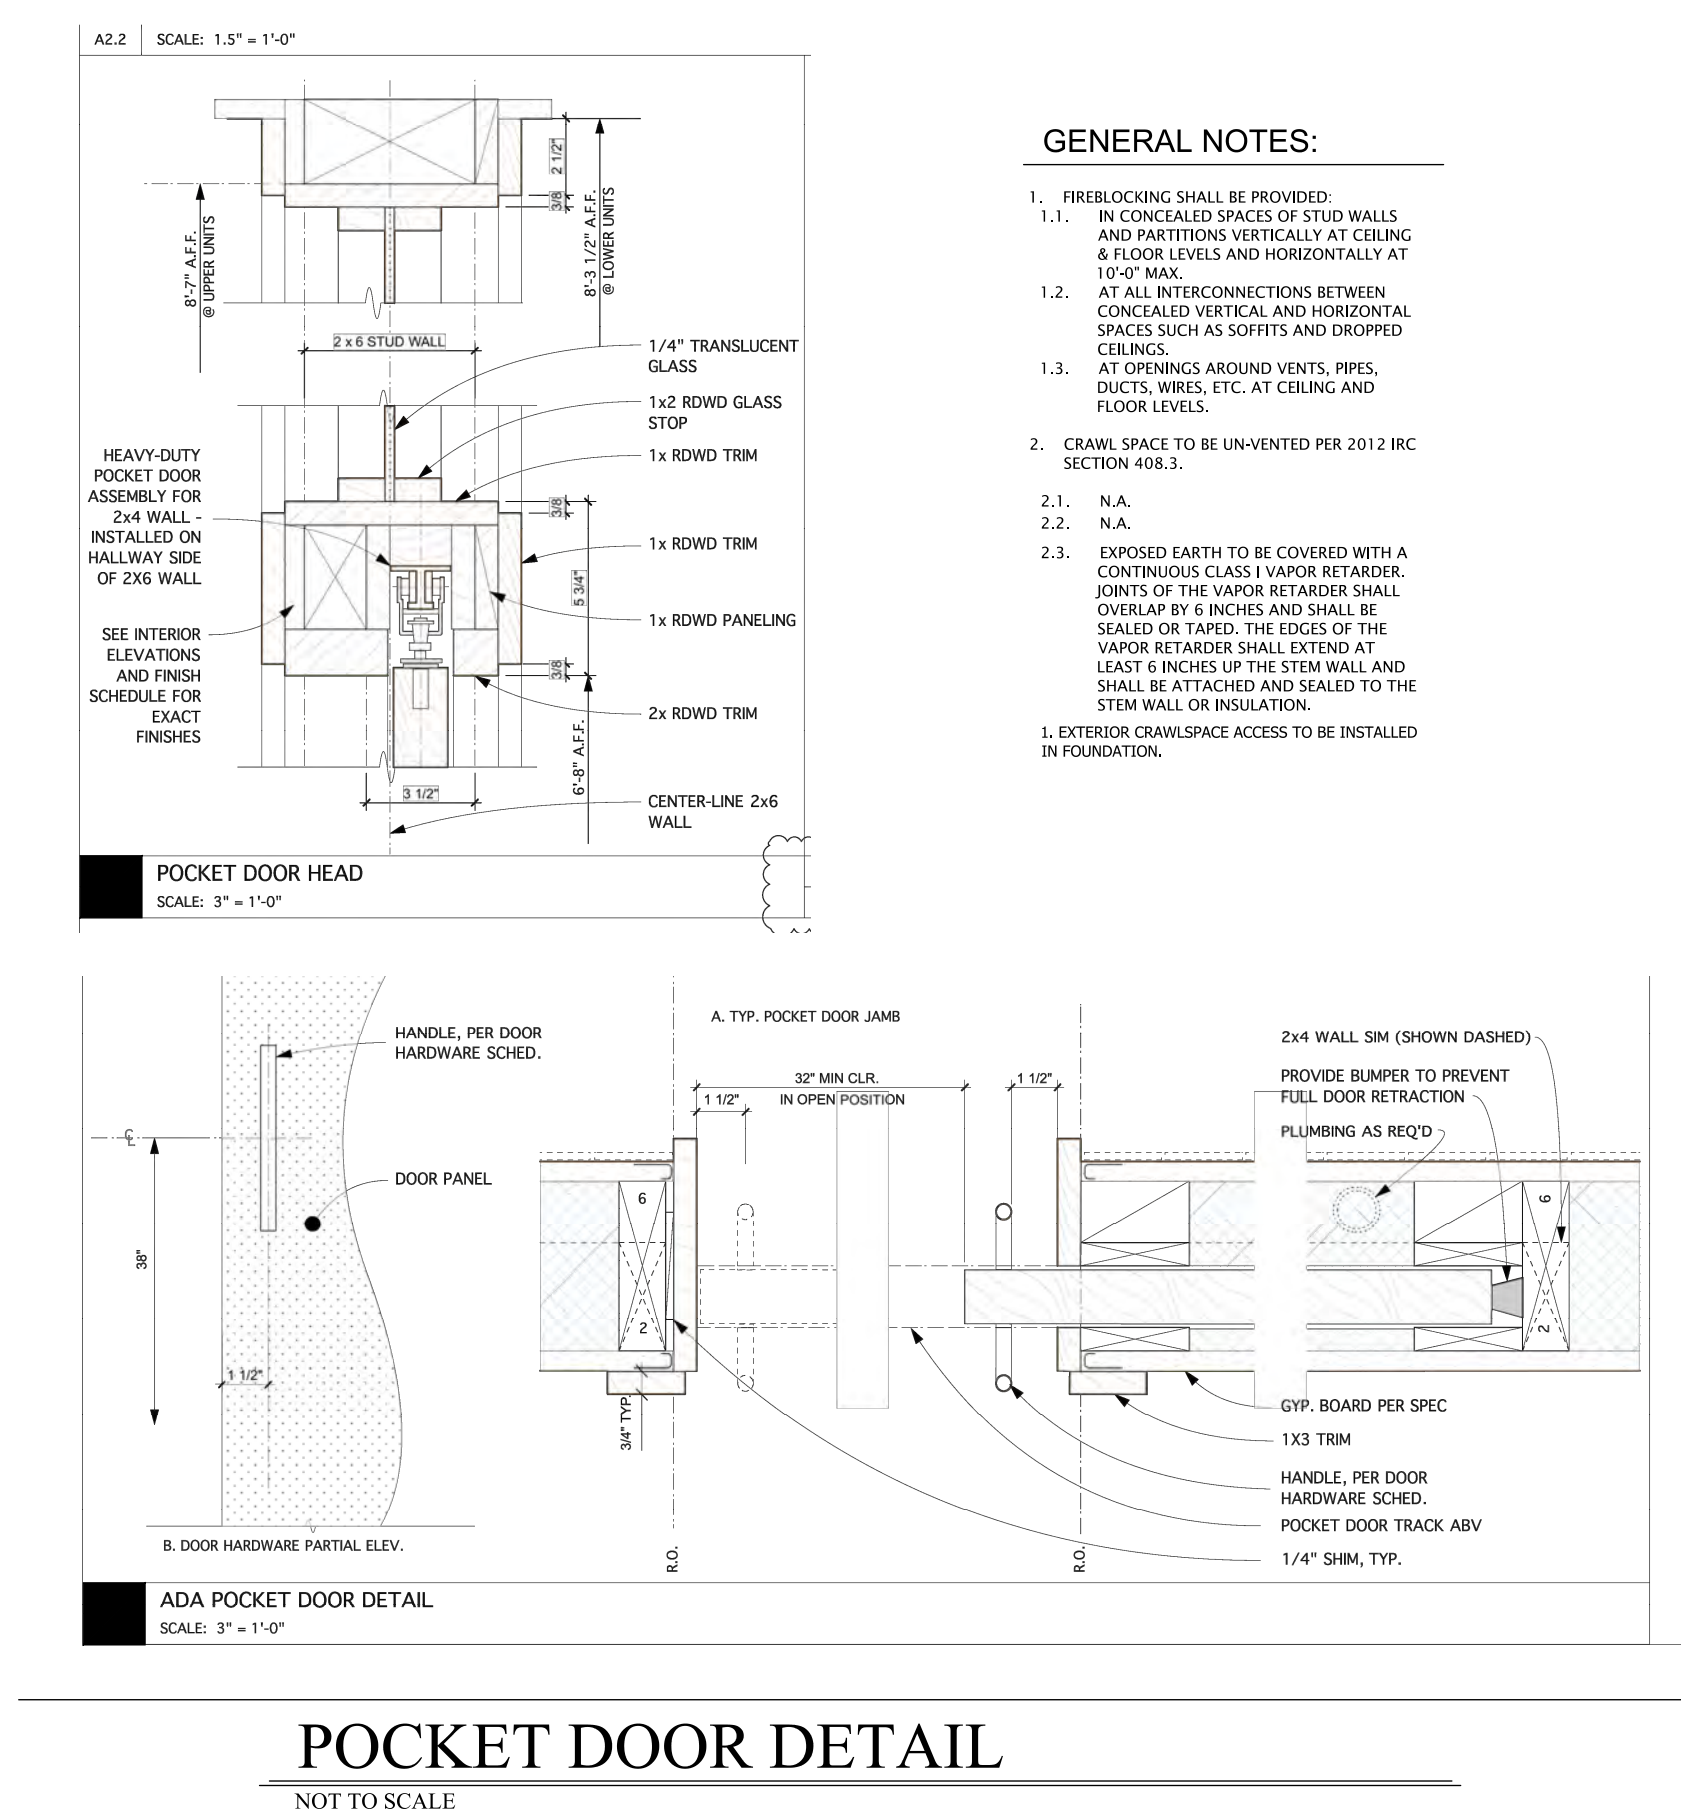 A2.2 SCALE: 1.5" = 1'-0"
2 1/2"
3/8
8'-7" A.F.F.
@ UPPER UNITS
8'-3 1/2" A.F.F.
@ LOWER UNITS
2 x 6 STUD WALL
1/4" TRANSLUCENT
GLASS
1x2 RDWD GLASS
STOP
1x RDWD TRIM
HEAVY-DUTY
POCKET DOOR
ASSEMBLY FOR
2x4 WALL -
INSTALLED ON
HALLWAY SIDE
OF 2X6 WALL
3/8
1x RDWD TRIM
5 3/4"
1x RDWD PANELING
SEE INTERIOR
ELEVATIONS
AND FINISH
SCHEDULE FOR
EXACT
FINISHES
3/8
2x RDWD TRIM
6'-8" A.F.F.
3 1/2"
CENTER-LINE 2x6
WALL
POCKET DOOR HEAD
SCALE: 3" = 1'-0"
GENERAL NOTES:
1. FIREBLOCKING SHALL BE PROVIDED:
1.1. IN CONCEALED SPACES OF STUD WALLS
AND PARTITIONS VERTICALLY AT CEILING
& FLOOR LEVELS AND HORIZONTALLY AT
10'-0" MAX.
1.2. AT ALL INTERCONNECTIONS BETWEEN
CONCEALED VERTICAL AND HORIZONTAL
SPACES SUCH AS SOFFITS AND DROPPED
CEILINGS.
1.3. AT OPENINGS AROUND VENTS, PIPES,
DUCTS, WIRES, ETC. AT CEILING AND
FLOOR LEVELS.
2. CRAWL SPACE TO BE UN-VENTED PER 2012 IRC
SECTION 408.3.
2.1. N.A.
2.2. N.A.
2.3. EXPOSED EARTH TO BE COVERED WITH A
CONTINUOUS CLASS I VAPOR RETARDER.
JOINTS OF THE VAPOR RETARDER SHALL
OVERLAP BY 6 INCHES AND SHALL BE
SEALED OR TAPED. THE EDGES OF THE
VAPOR RETARDER SHALL EXTEND AT
LEAST 6 INCHES UP THE STEM WALL AND
SHALL BE ATTACHED AND SEALED TO THE
STEM WALL OR INSULATION.
1. EXTERIOR CRAWLSPACE ACCESS TO BE INSTALLED
IN FOUNDATION.
HANDLE, PER DOOR
HARDWARE SCHED.
℄
DOOR PANEL
38"
1 1/2"
B. DOOR HARDWARE PARTIAL ELEV.
A. TYP. POCKET DOOR JAMB
32" MIN CLR.
IN OPEN POSITION
1 1/2"
1 1/2"
2x4 WALL SIM (SHOWN DASHED)
PROVIDE BUMPER TO PREVENT
FULL DOOR RETRACTION
PLUMBING AS REQ'D
6
2
6
2
3/4" TYP.
GYP. BOARD PER SPEC
1X3 TRIM
HANDLE, PER DOOR
HARDWARE SCHED.
POCKET DOOR TRACK ABV
1/4" SHIM, TYP.
R.O.
R.O.
ADA POCKET DOOR DETAIL
SCALE: 3" = 1'-0"
POCKET DOOR DETAIL
NOT TO SCALE